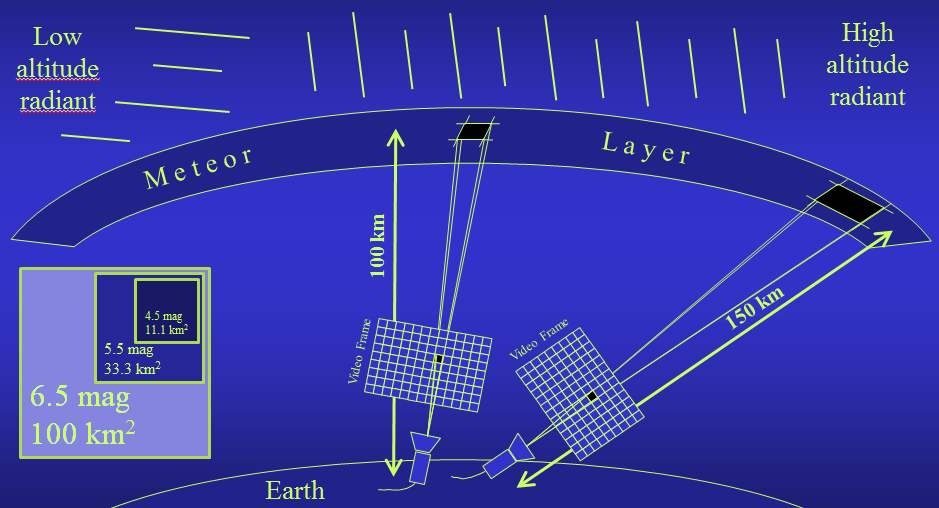 Low
altitude
radiant
High
altitude
radiant
Meteor
Layer
100 km
150 km
Video Frame
Video Frame
4.5 mag
11.1 km²
5.5 mag
33.3 km²
6.5 mag
100 km²
Earth